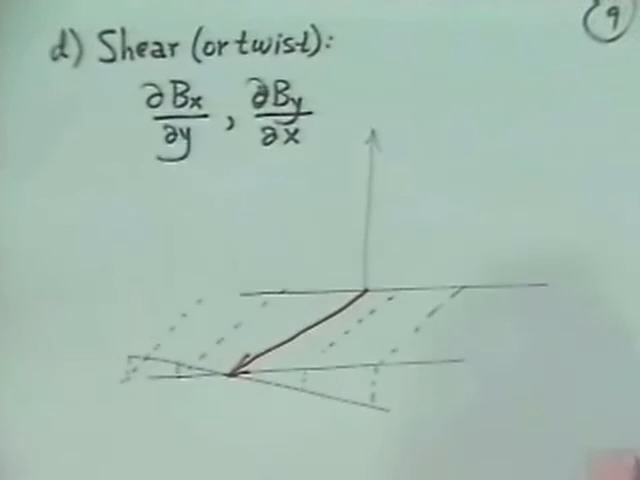 9
d) Shear (or twist):
∂Bx/∂y , ∂By/∂x